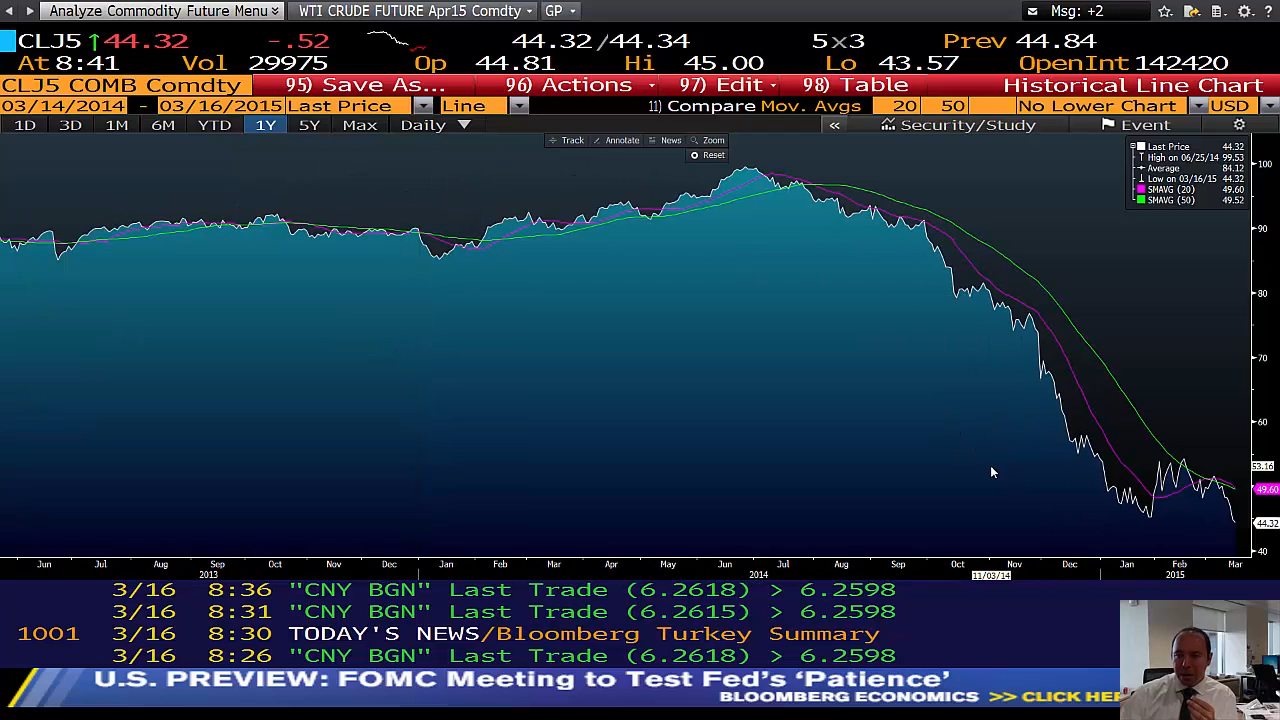 Analyze Commodity Future Menu WTI CRUDE FUTURE Apr15 Comdty GP Msg: +2
CLJ5 ↑44.32 -.52 44.32/44.34 5x3 Prev 44.84
At 8:41 Vol 29975 Op 44.81 Hi 45.00 Lo 43.57 OpenInt 142420
CLJ5 COMB Comdty 95) Save As... 96) Actions 97) Edit 98) Table Historical Line Chart
03/14/2014 - 03/16/2015 Last Price Line 11) Compare Mov. Avgs 20 50 No Lower Chart USD
1D 3D 1M 6M YTD 1Y 5Y Max Daily « Security/Study Event
Track Annotate News Zoom
Reset
Last Price 44.32
High on 06/25/14 99.53
Average 84.12
Low on 03/16/15 44.32
SMAVG (20) 49.60
SMAVG (50) 49.52
100
90
80
70
60
53.16
49.60
44.32
40
Jun Jul Aug Sep Oct Nov Dec Jan Feb Mar Apr May Jun Jul Aug Sep Oct Nov Dec Jan Feb Mar
2013 2014 11/03/14 2015
3/16 8:36 "CNY BGN" Last Trade (6.2618) > 6.2598
3/16 8:31 "CNY BGN" Last Trade (6.2615) > 6.2598
1001 3/16 8:30 TODAY'S NEWS/Bloomberg Turkey Summary
3/16 8:26 "CNY BGN" Last Trade (6.2618) > 6.2598
U.S. PREVIEW: FOMC Meeting to Test Fed's 'Patience'
BLOOMBERG ECONOMICS >> CLICK HER